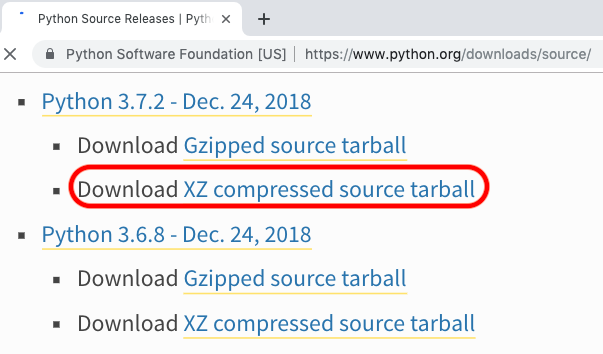 Python Source Releases | Pyth
Python Software Foundation [US] | https://www.python.org/downloads/source/
Python 3.7.2 - Dec. 24, 2018
Download Gzipped source tarball
Download XZ compressed source tarball
Python 3.6.8 - Dec. 24, 2018
Download Gzipped source tarball
Download XZ compressed source tarball